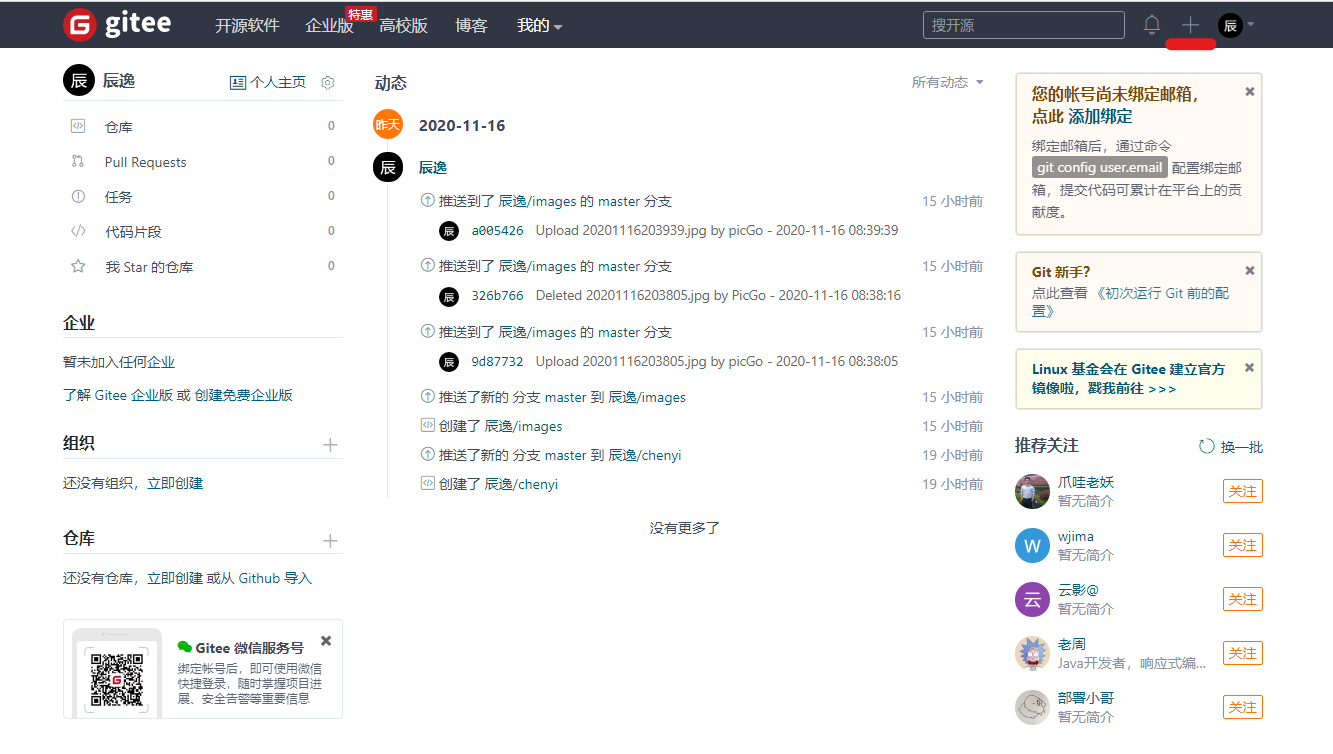 gitee
开源软件 企业版 特惠 高校版 博客 我的
搜开源
辰
辰 辰逸 个人主页
仓库 0
Pull Requests 0
任务 0
代码片段 0
我 Star 的仓库 0
企业
暂未加入任何企业
了解 Gitee 企业版 或 创建免费企业版
组织
还没有组织，立即创建
仓库
还没有仓库，立即创建 或从 Github 导入
Gitee 微信服务号
绑定帐号后，即可使用微信
快捷登录，随时掌握项目进
展、安全告警等重要信息
动态 所有动态
昨天 2020-11-16
辰 辰逸
推送到了 辰逸/images 的 master 分支 15 小时前
辰 a005426 Upload 20201116203939.jpg by picGo - 2020-11-16 08:39:39
推送到了 辰逸/images 的 master 分支 15 小时前
辰 326b766 Deleted 20201116203805.jpg by PicGo - 2020-11-16 08:38:16
推送到了 辰逸/images 的 master 分支 15 小时前
辰 9d87732 Upload 20201116203805.jpg by picGo - 2020-11-16 08:38:05
推送了新的 分支 master 到 辰逸/images 15 小时前
创建了 辰逸/images 15 小时前
推送了新的 分支 master 到 辰逸/chenyi 19 小时前
创建了 辰逸/chenyi 19 小时前
没有更多了
您的帐号尚未绑定邮箱，
点此 添加绑定
绑定邮箱后，通过命令
git config user.email 配置绑定邮
箱，提交代码可累计在平台上的贡
献度。
Git 新手?
点此查看 《初次运行 Git 前的配
置》
Linux 基金会在 Gitee 建立官方
镜像啦，戳我前往 >>>
推荐关注 换一批
爪哇老妖
暂无简介 关注
W wjima
暂无简介 关注
云 云影@
暂无简介 关注
老周
Java开发者，响应式编... 关注
部署小哥
暂无简介 关注